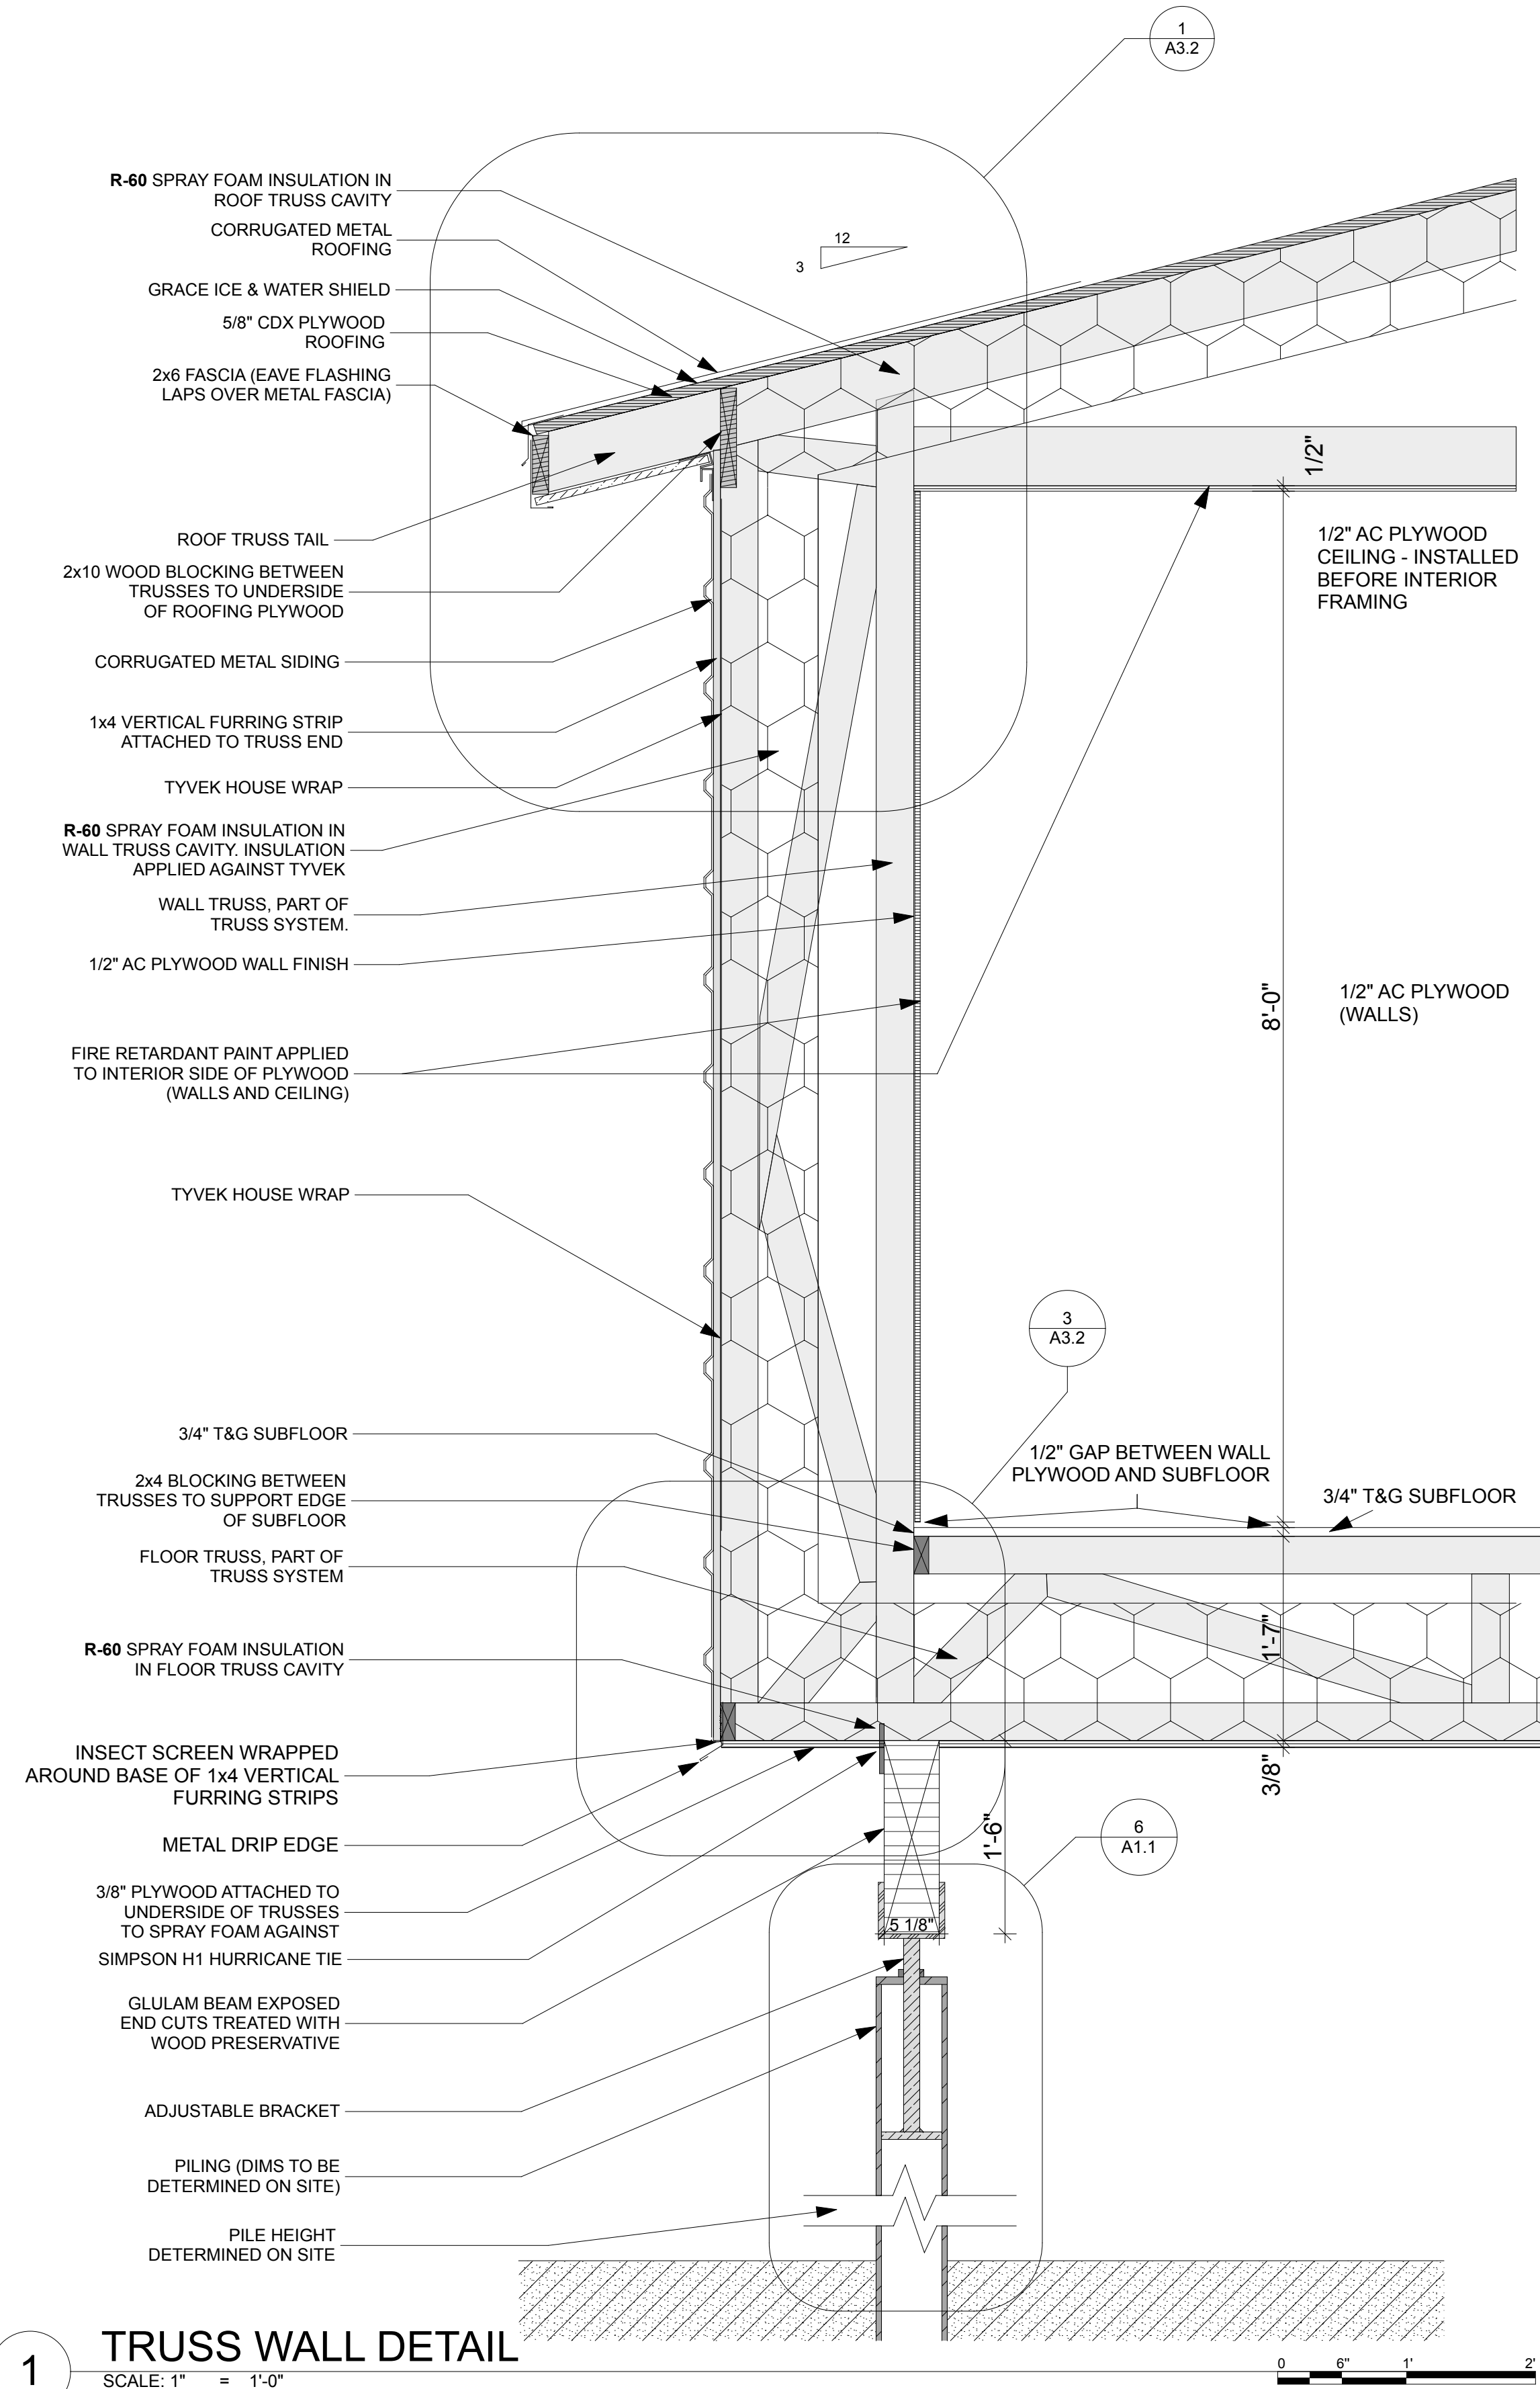 1
A3.2
R-60 SPRAY FOAM INSULATION IN
ROOF TRUSS CAVITY
CORRUGATED METAL
ROOFING
12
3
GRACE ICE & WATER SHIELD
5/8" CDX PLYWOOD
ROOFING
2x6 FASCIA (EAVE FLASHING
LAPS OVER METAL FASCIA)
1/2"
ROOF TRUSS TAIL
1/2" AC PLYWOOD
CEILING - INSTALLED
BEFORE INTERIOR
FRAMING
2x10 WOOD BLOCKING BETWEEN
TRUSSES TO UNDERSIDE
OF ROOFING PLYWOOD
CORRUGATED METAL SIDING
1x4 VERTICAL FURRING STRIP
ATTACHED TO TRUSS END
TYVEK HOUSE WRAP
R-60 SPRAY FOAM INSULATION IN
WALL TRUSS CAVITY. INSULATION
APPLIED AGAINST TYVEK
WALL TRUSS, PART OF
TRUSS SYSTEM.
1/2" AC PLYWOOD WALL FINISH
8'-0"
1/2" AC PLYWOOD
(WALLS)
FIRE RETARDANT PAINT APPLIED
TO INTERIOR SIDE OF PLYWOOD
(WALLS AND CEILING)
TYVEK HOUSE WRAP
3
A3.2
3/4" T&G SUBFLOOR
1/2" GAP BETWEEN WALL
PLYWOOD AND SUBFLOOR
3/4" T&G SUBFLOOR
2x4 BLOCKING BETWEEN
TRUSSES TO SUPPORT EDGE
OF SUBFLOOR
FLOOR TRUSS, PART OF
TRUSS SYSTEM
1'-7"
R-60 SPRAY FOAM INSULATION
IN FLOOR TRUSS CAVITY
INSECT SCREEN WRAPPED
AROUND BASE OF 1x4 VERTICAL
FURRING STRIPS
3/8"
METAL DRIP EDGE
1'-6"
6
A1.1
3/8" PLYWOOD ATTACHED TO
UNDERSIDE OF TRUSSES
TO SPRAY FOAM AGAINST
5 1/8"
SIMPSON H1 HURRICANE TIE
GLULAM BEAM EXPOSED
END CUTS TREATED WITH
WOOD PRESERVATIVE
ADJUSTABLE BRACKET
PILING (DIMS TO BE
DETERMINED ON SITE)
PILE HEIGHT
DETERMINED ON SITE
1
TRUSS WALL DETAIL
SCALE: 1" = 1'-0"
0 6" 1' 2'